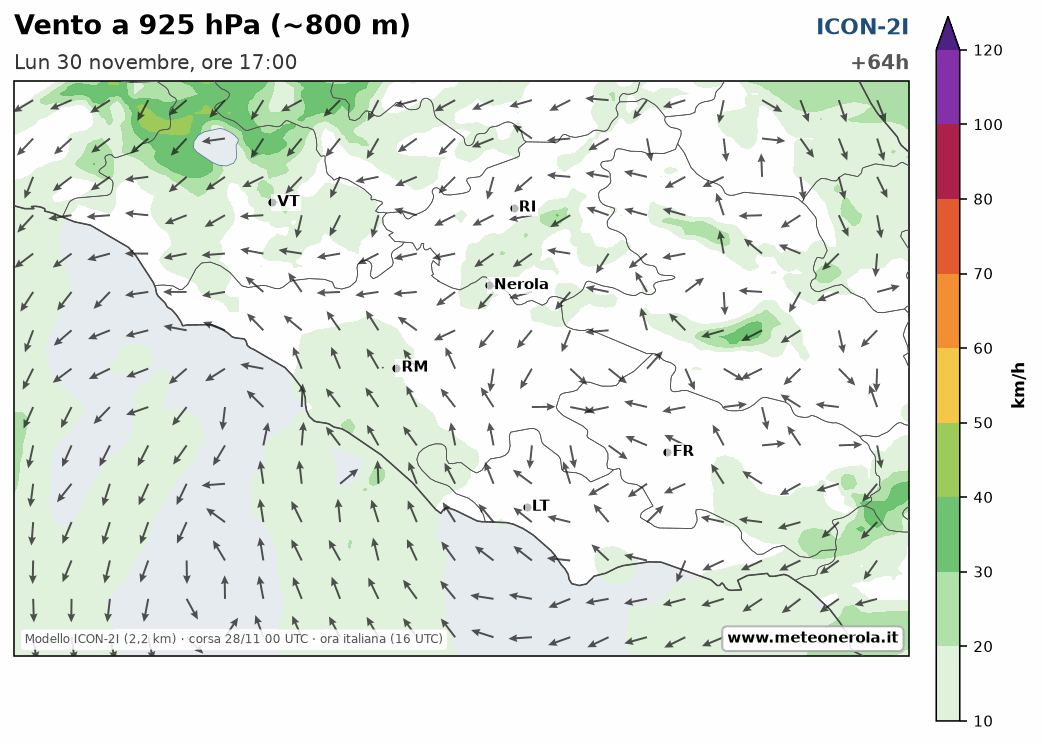 Vento a 925 hPa (~800 m)
ICON-2I
Lun 30 novembre, ore 17:00
+64h
VT
RI
Nerola
RM
FR
LT
Modello ICON-2I (2,2 km) · corsa 28/11 00 UTC · ora italiana (16 UTC)
www.meteonerola.it
120
100
80
70
60
50
40
30
20
10
km/h